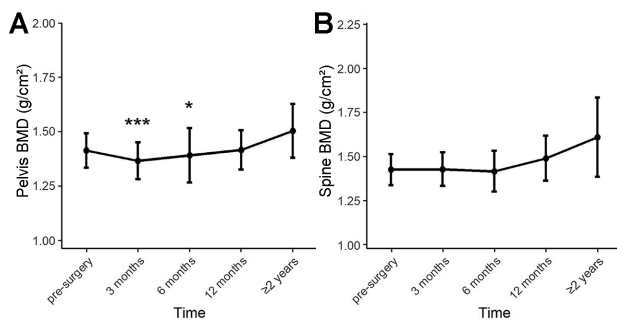 A
Pelvis BMD (g/cm²)
2.00
1.75
1.50
1.25
1.00
***
*
pre-surgery
3 months
6 months
12 months
≥2 years
Time
B
Spine BMD (g/cm²)
2.25
2.00
1.75
1.50
1.25
1.00
pre-surgery
3 months
6 months
12 months
≥2 years
Time